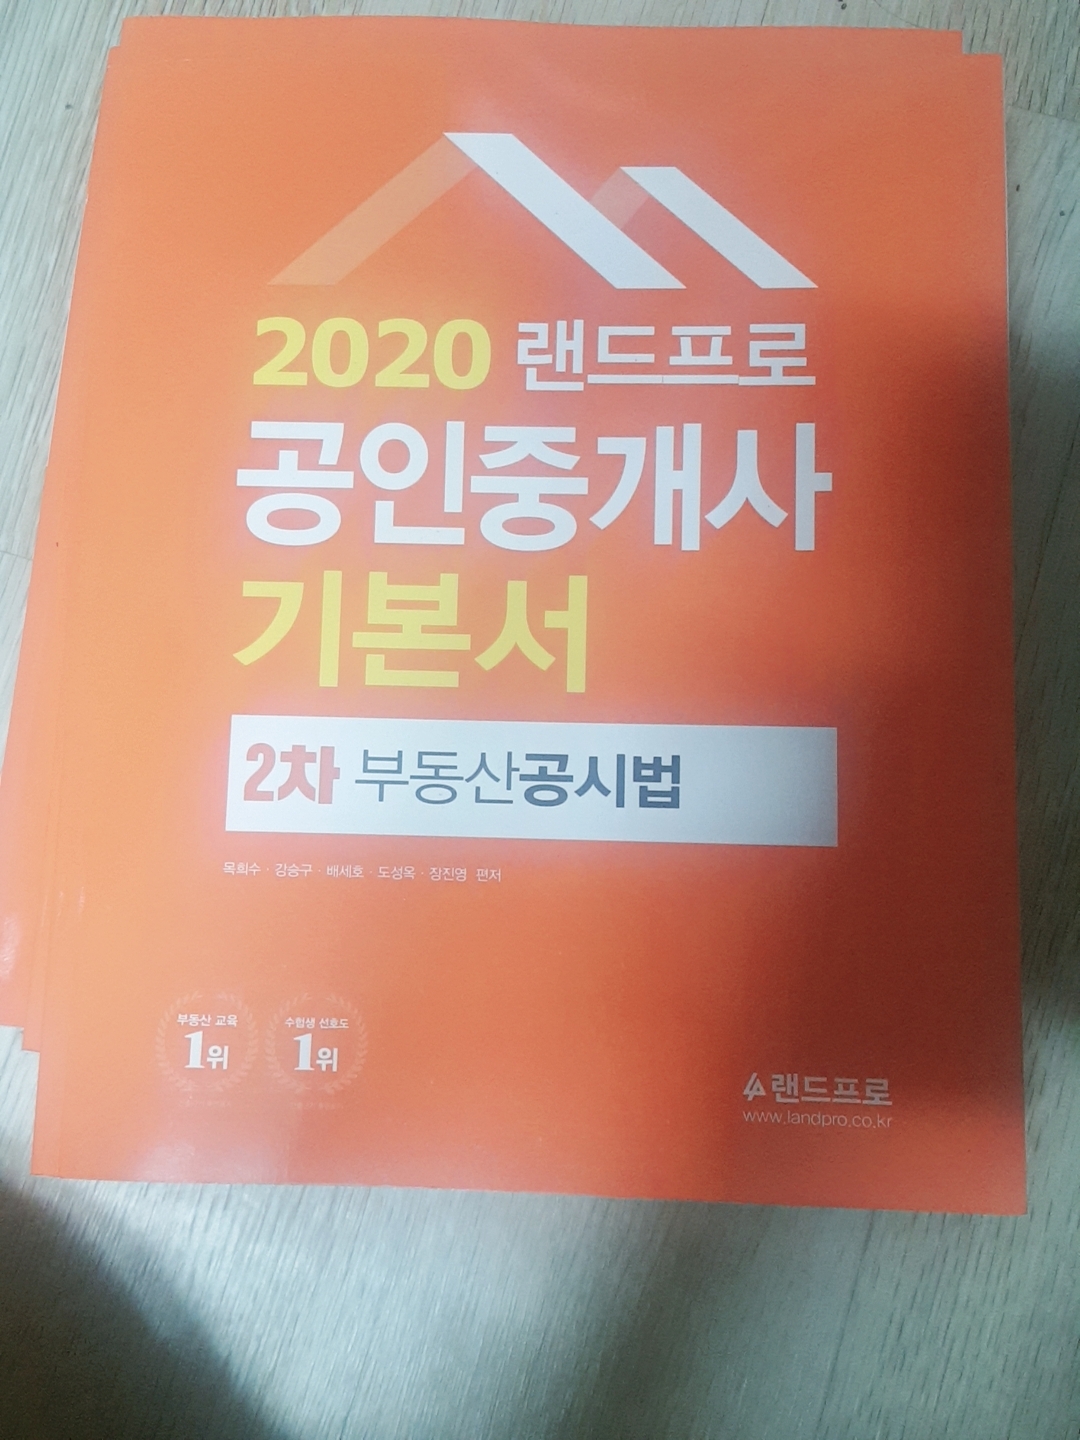 2020 랜드프로
공인중개사
기본서
2차 부동산공시법
목희수 · 강승구 · 배세호 · 도성옥 · 장진영 편저
부동산 교육
1위
수험생 선호도
1위
랜드프로
www.landpro.co.kr